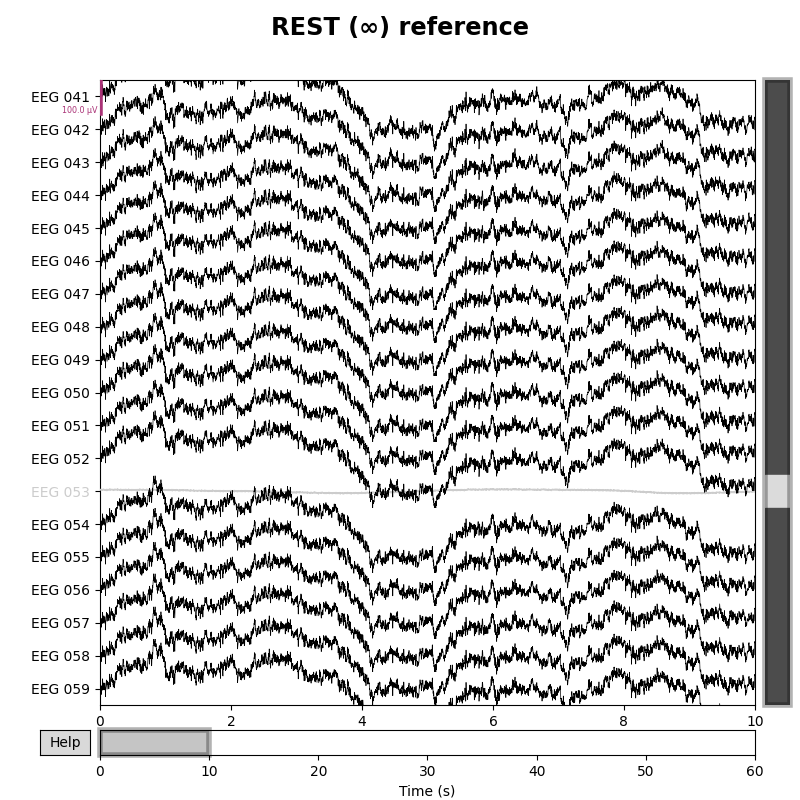 REST (∞) reference
EEG 041
100.0 µV
EEG 042
EEG 043
EEG 044
EEG 045
EEG 046
EEG 047
EEG 048
EEG 049
EEG 050
EEG 051
EEG 052
EEG 053
EEG 054
EEG 055
EEG 056
EEG 057
EEG 058
EEG 059
0 2 4 6 8 10
Help
0 10 20 30 40 50 60
Time (s)